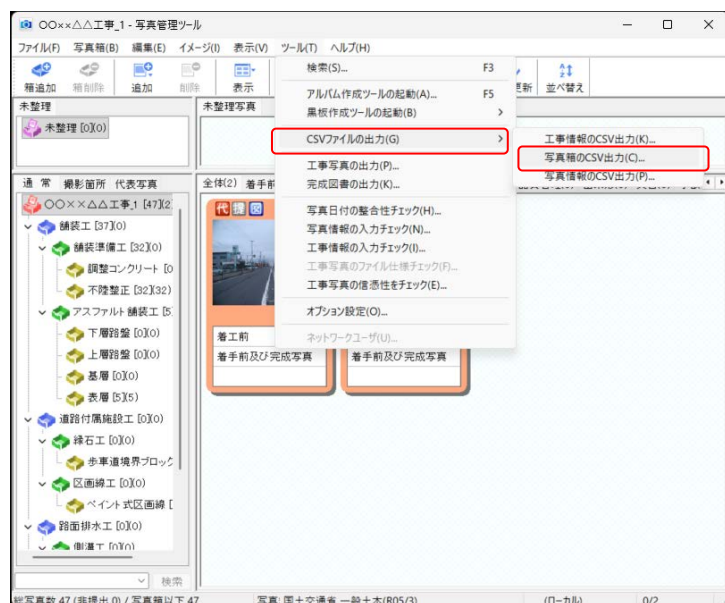 〇〇××△△工事_1 - 写真管理ツール
ファイル(F) 写真箱(B) 編集(E) イメージ(I) 表示(V) ツール(T) ヘルプ(H)
箱追加 箱削除 追加 削除 表示 更新 並べ替え
検索(S)... F3
アルバム作成ツールの起動(A)... F5
黒板作成ツールの起動(B)
CSVファイルの出力(G)
工事写真の出力(P)...
完成図書の出力(K)...
写真日付の整合性チェック(H)...
写真情報の入力チェック(N)...
工事情報の入力チェック(I)...
工事写真のファイル仕様チェック(F)...
工事写真の信憑性をチェック(E)...
オプション設定(O)...
ネットワークユーザ(U)...
工事情報のCSV出力(K)...
写真箱のCSV出力(C)...
写真情報のCSV出力(P)...
未整理
未整理 [0](0)
未整理写真
通 常 撮影箇所 代表写真
〇〇××△△工事_1 [47](2
舗装工 [37](0)
舗装準備工 [32](0)
調整コンクリート [0
不陸整正 [32](32)
アスファルト舗装工 [5
下層路盤 [0](0)
上層路盤 [0](0)
基層 [0](0)
表層 [5](5)
道路付属施設工 [0](0)
縁石工 [0](0)
歩車道境界ブロック
区画線工 [0](0)
ペイント式区画線 [
路面排水工 [0](0)
側溝工 [0](0)
検索
全体(2) 着手前
代 提 図
着工前
着手前及び完成写真
着手前及び完成写真
総写真数 47 (非提出 0) / 写真箱以下 47 写真: 国土交通省 一般土木(R05/3) (ローカル) 0/2